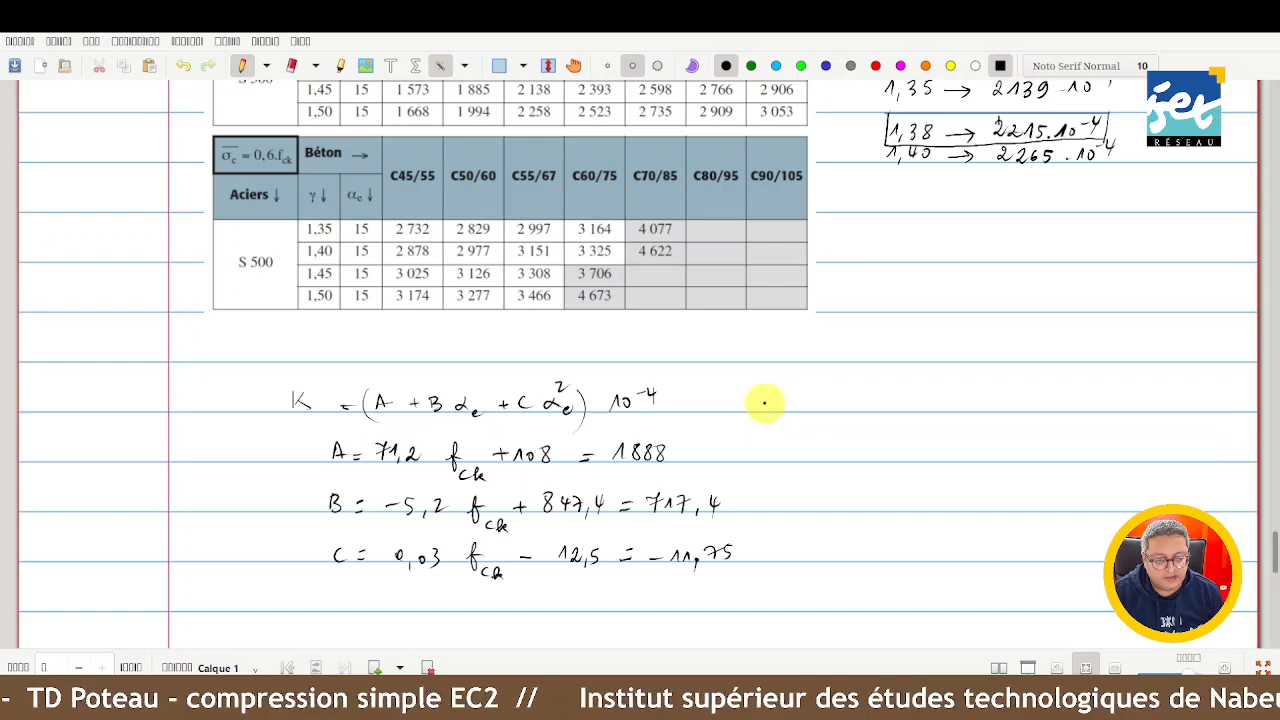 Noto Serif Normal 10
1,45 15 1 573 1 885 2 138 2 393 2 598 2 766 2 906
1,50 15 1 668 1 994 2 258 2 523 2 735 2 909 3 053
σc = 0,6.fck Béton → C45/55 C50/60 C55/67 C60/75 C70/85 C80/95 C90/105
Aciers ↓ γ ↓ αe ↓
1,35 15 2 732 2 829 2 997 3 164 4 077
1,40 15 2 878 2 977 3 151 3 325 4 622
S 500
1,45 15 3 025 3 126 3 308 3 706
1,50 15 3 174 3 277 3 466 4 673
1,35 → 2139 · 10
1,38 → 2215.10⁻⁴
1,40 → 2265 .10⁻⁴
iset
RÉSEAU
K = (A + B αe + C αe²) 10⁻⁴
A = 71,2 fck + 108 = 1888
B = -5,2 fck + 847,4 = 717,4
C = 0,03 fck - 12,5 = -11,75
Calque 1
- TD Poteau - compression simple EC2 // Institut supérieur des études technologiques de Nabe